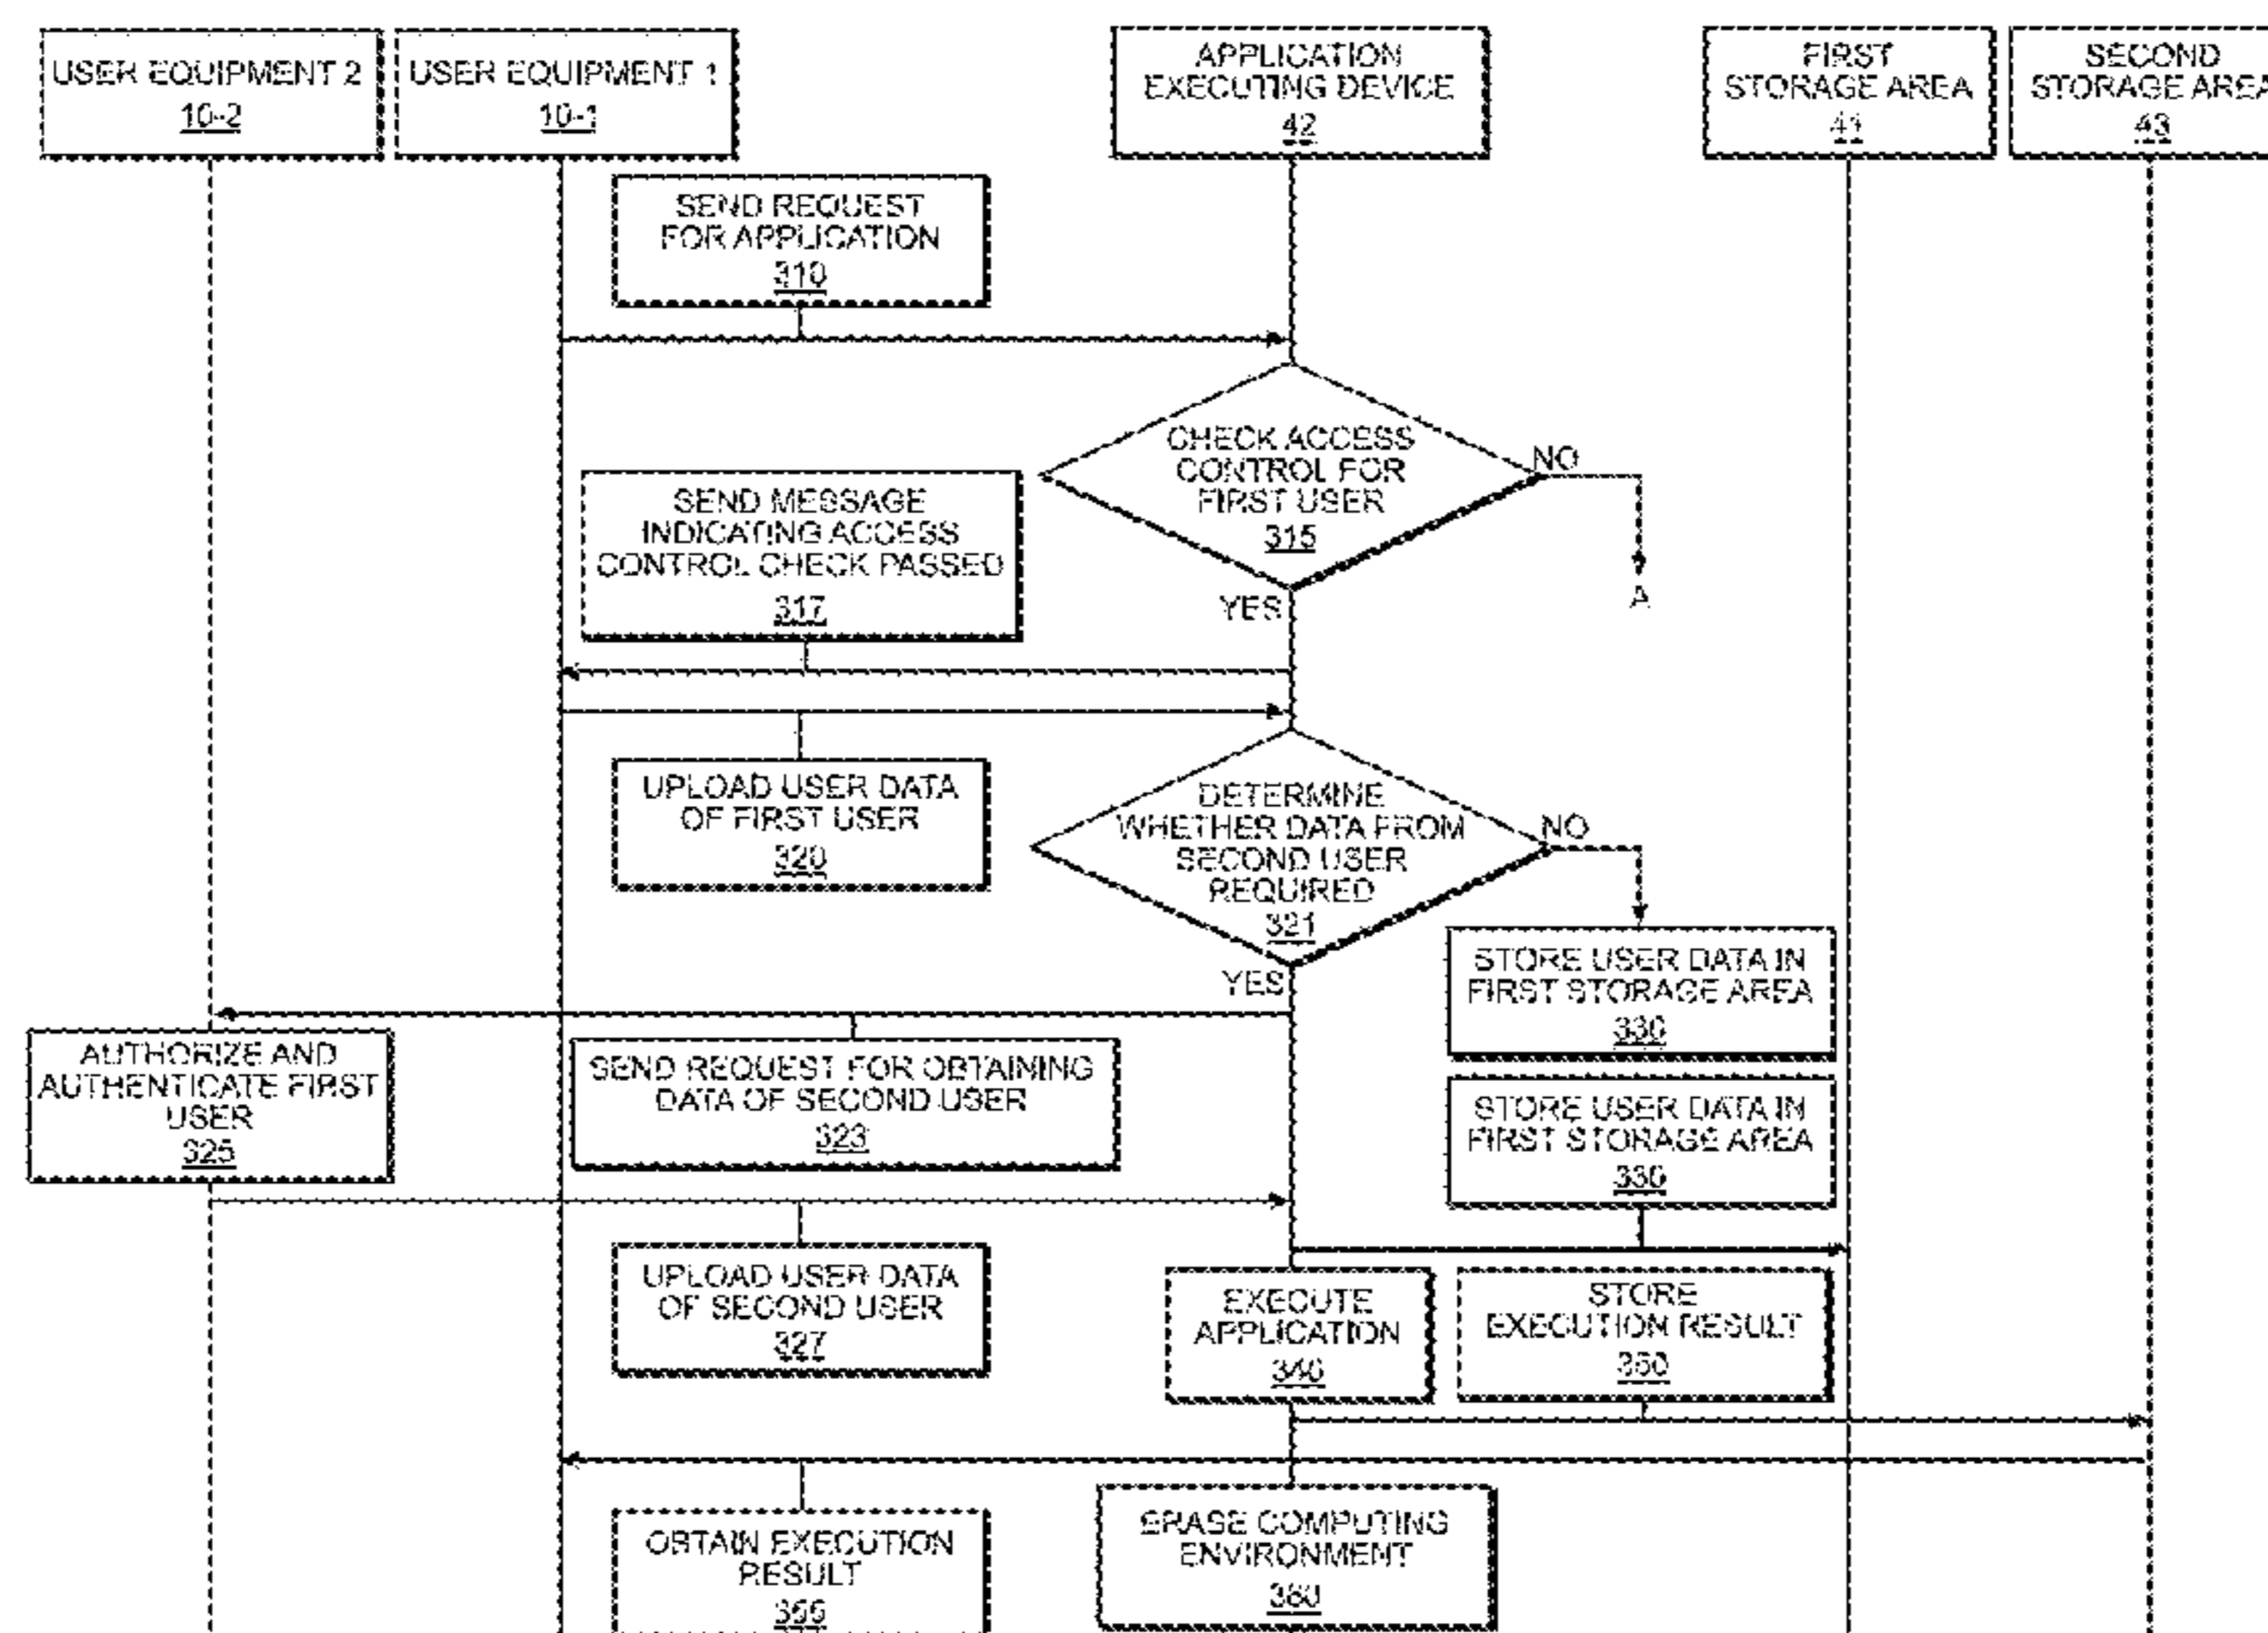 USER EQUIPMENT 2
10-2
USER EQUIPMENT 1
10-1
APPLICATION
EXECUTING DEVICE
42
FIRST
STORAGE AREA
41
SECOND
STORAGE AREA
43
SEND REQUEST
FOR APPLICATION
310
CHECK ACCESS
CONTROL FOR
FIRST USER
315
NO
A
YES
SEND MESSAGE
INDICATING ACCESS
CONTROL CHECK PASSED
317
UPLOAD USER DATA
OF FIRST USER
320
DETERMINE
WHETHER DATA FROM
SECOND USER
REQUIRED
321
NO
YES
STORE USER DATA IN
FIRST STORAGE AREA
330
AUTHORIZE AND
AUTHENTICATE FIRST
USER
325
SEND REQUEST FOR OBTAINING
DATA OF SECOND USER
323
STORE USER DATA IN
FIRST STORAGE AREA
330
UPLOAD USER DATA
OF SECOND USER
327
EXECUTE
APPLICATION
340
STORE
EXECUTION RESULT
350
OBTAIN EXECUTION
RESULT
355
ERASE COMPUTING
ENVIRONMENT
360